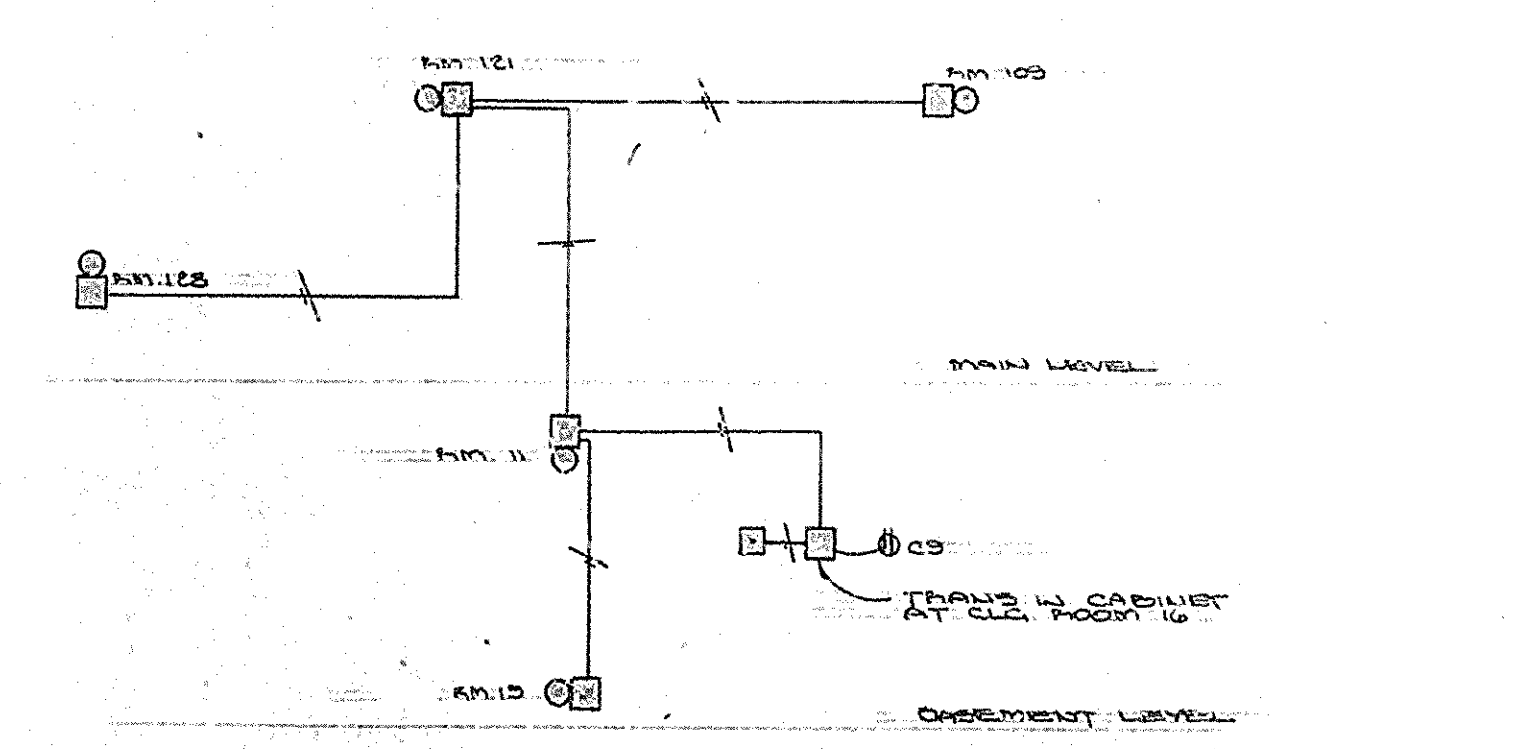 RM. 121
RM. 109
RM. 128
MAIN LEVEL
RM. 11
C9
TRANS IN CABINET
AT CLG. ROOM 16
RM. 15
BASEMENT LEVEL